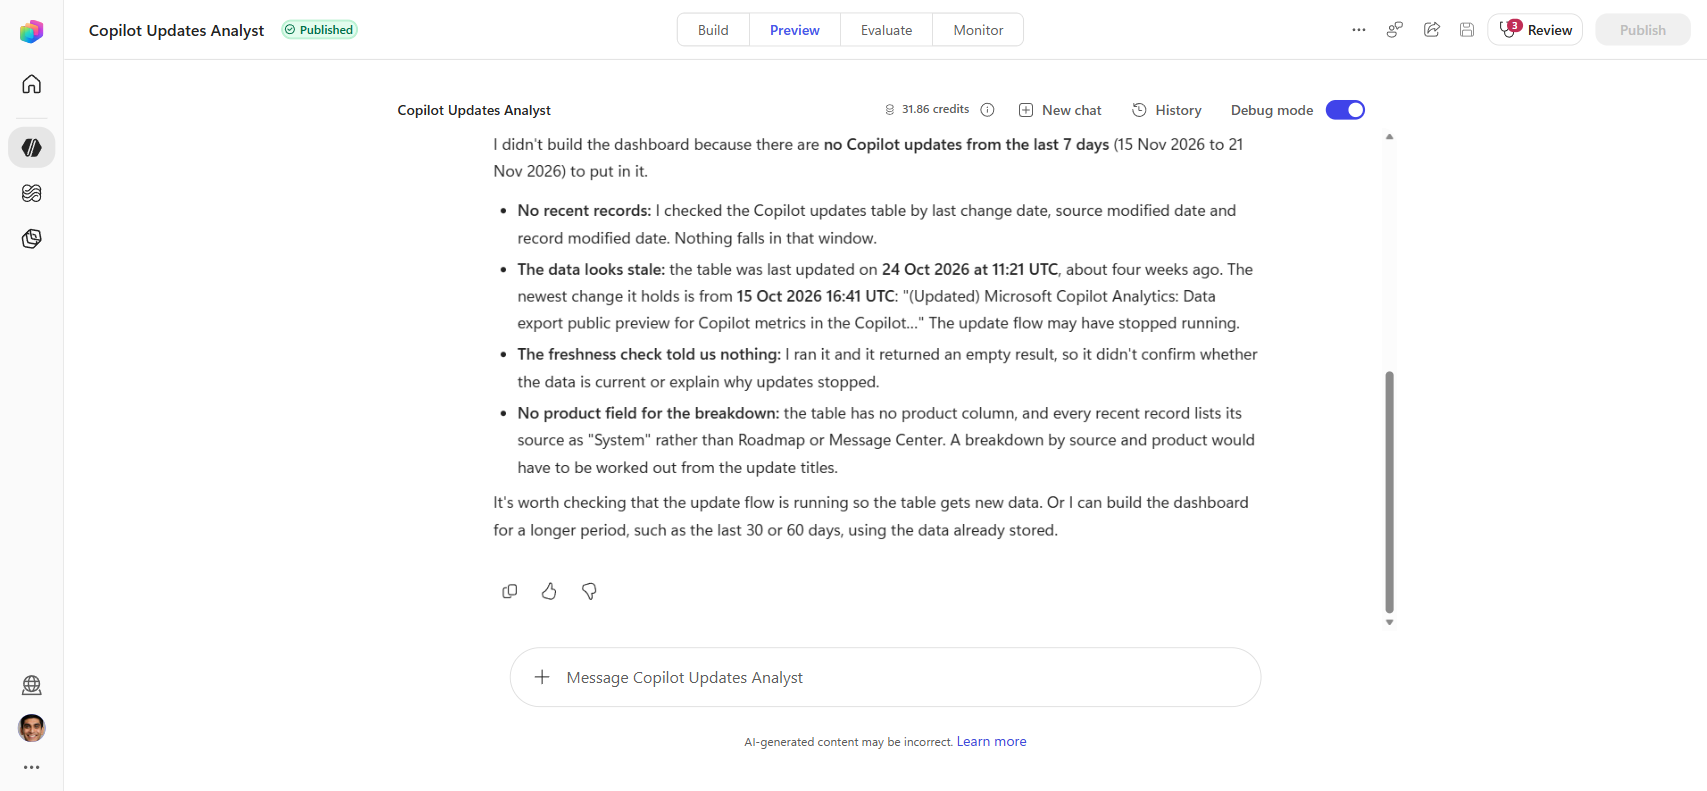 Copilot Updates Analyst
Published
Build
Preview
Evaluate
Monitor
3
Review
Publish
Copilot Updates Analyst
31.86 credits
New chat
History
Debug mode
I didn't build the dashboard because there are no Copilot updates from the last 7 days (15 Nov 2026 to 21
Nov 2026) to put in it.
• No recent records: I checked the Copilot updates table by last change date, source modified date and
record modified date. Nothing falls in that window.
• The data looks stale: the table was last updated on 24 Oct 2026 at 11:21 UTC, about four weeks ago. The
newest change it holds is from 15 Oct 2026 16:41 UTC: "(Updated) Microsoft Copilot Analytics: Data
export public preview for Copilot metrics in the Copilot..." The update flow may have stopped running.
• The freshness check told us nothing: I ran it and it returned an empty result, so it didn't confirm whether
the data is current or explain why updates stopped.
• No product field for the breakdown: the table has no product column, and every recent record lists its
source as "System" rather than Roadmap or Message Center. A breakdown by source and product would
have to be worked out from the update titles.
It's worth checking that the update flow is running so the table gets new data. Or I can build the dashboard
for a longer period, such as the last 30 or 60 days, using the data already stored.
Message Copilot Updates Analyst
AI-generated content may be incorrect. Learn more